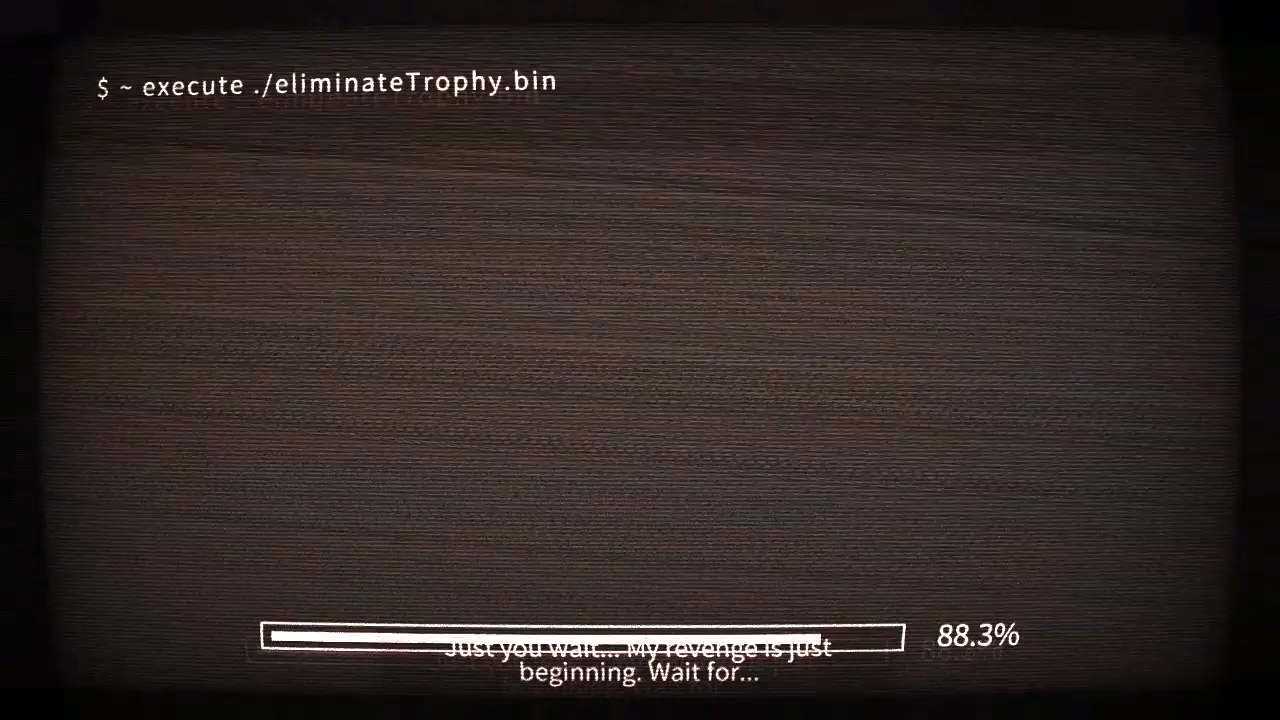 $ ~ execute ./eliminateTrophy.bin
88.3%
Just you wait... My revenge is just
beginning. Wait for...